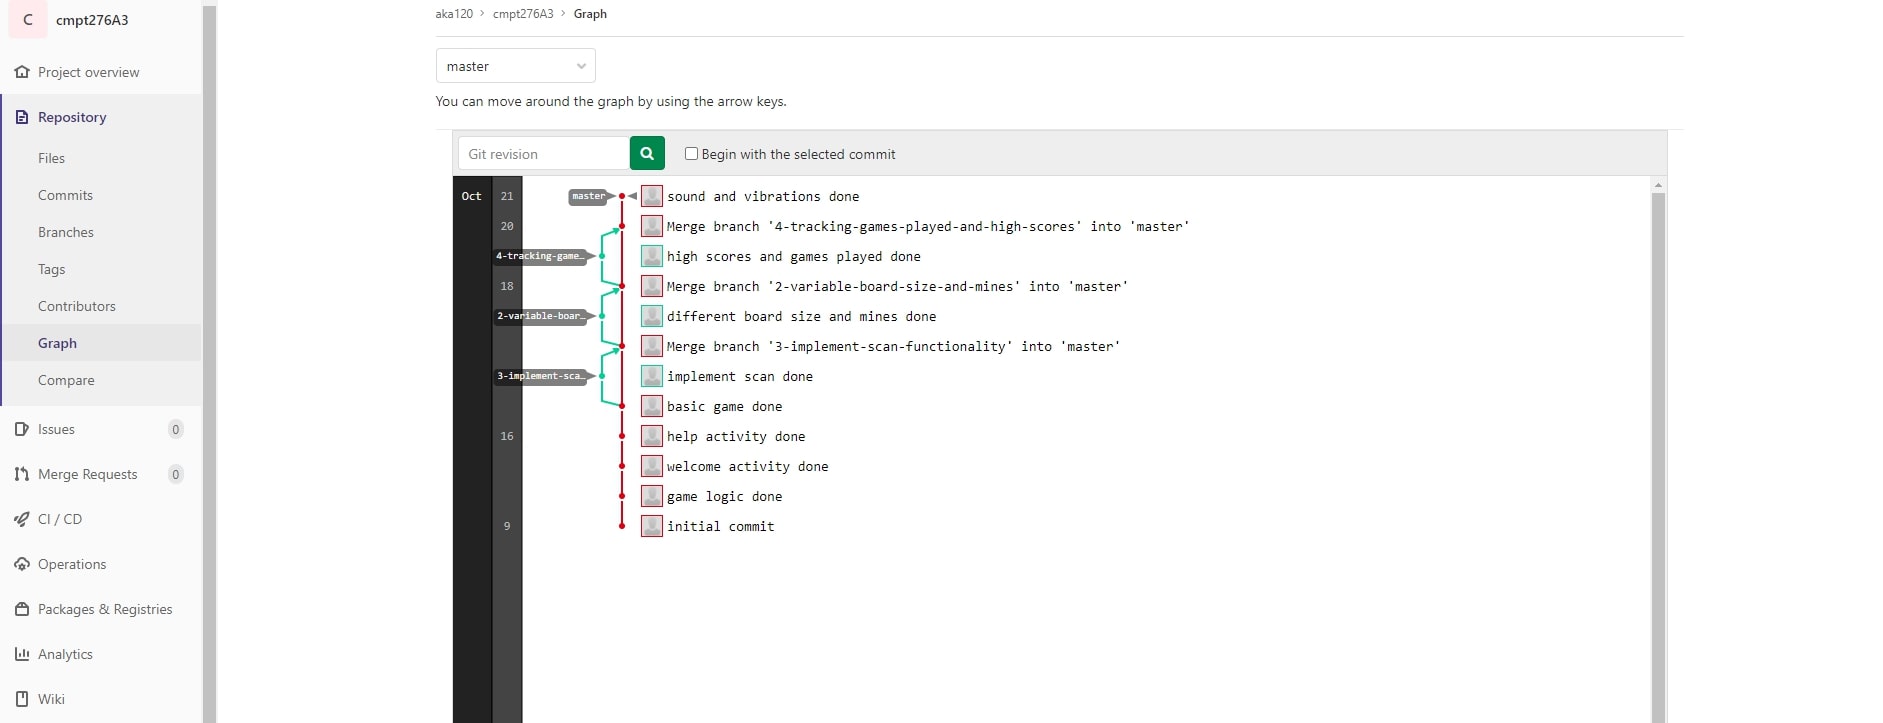 C cmpt276A3
Project overview
Repository
Files
Commits
Branches
Tags
Contributors
Graph
Compare
Issues 0
Merge Requests 0
CI / CD
Operations
Packages & Registries
Analytics
Wiki
aka120 > cmpt276A3 > Graph
master
You can move around the graph by using the arrow keys.
Git revision
Begin with the selected commit
Oct 21 master sound and vibrations done
20 Merge branch '4-tracking-games-played-and-high-scores' into 'master'
4-tracking-game… high scores and games played done
18 Merge branch '2-variable-board-size-and-mines' into 'master'
2-variable-boar… different board size and mines done
Merge branch '3-implement-scan-functionality' into 'master'
3-implement-sca… implement scan done
basic game done
16 help activity done
welcome activity done
game logic done
9 initial commit